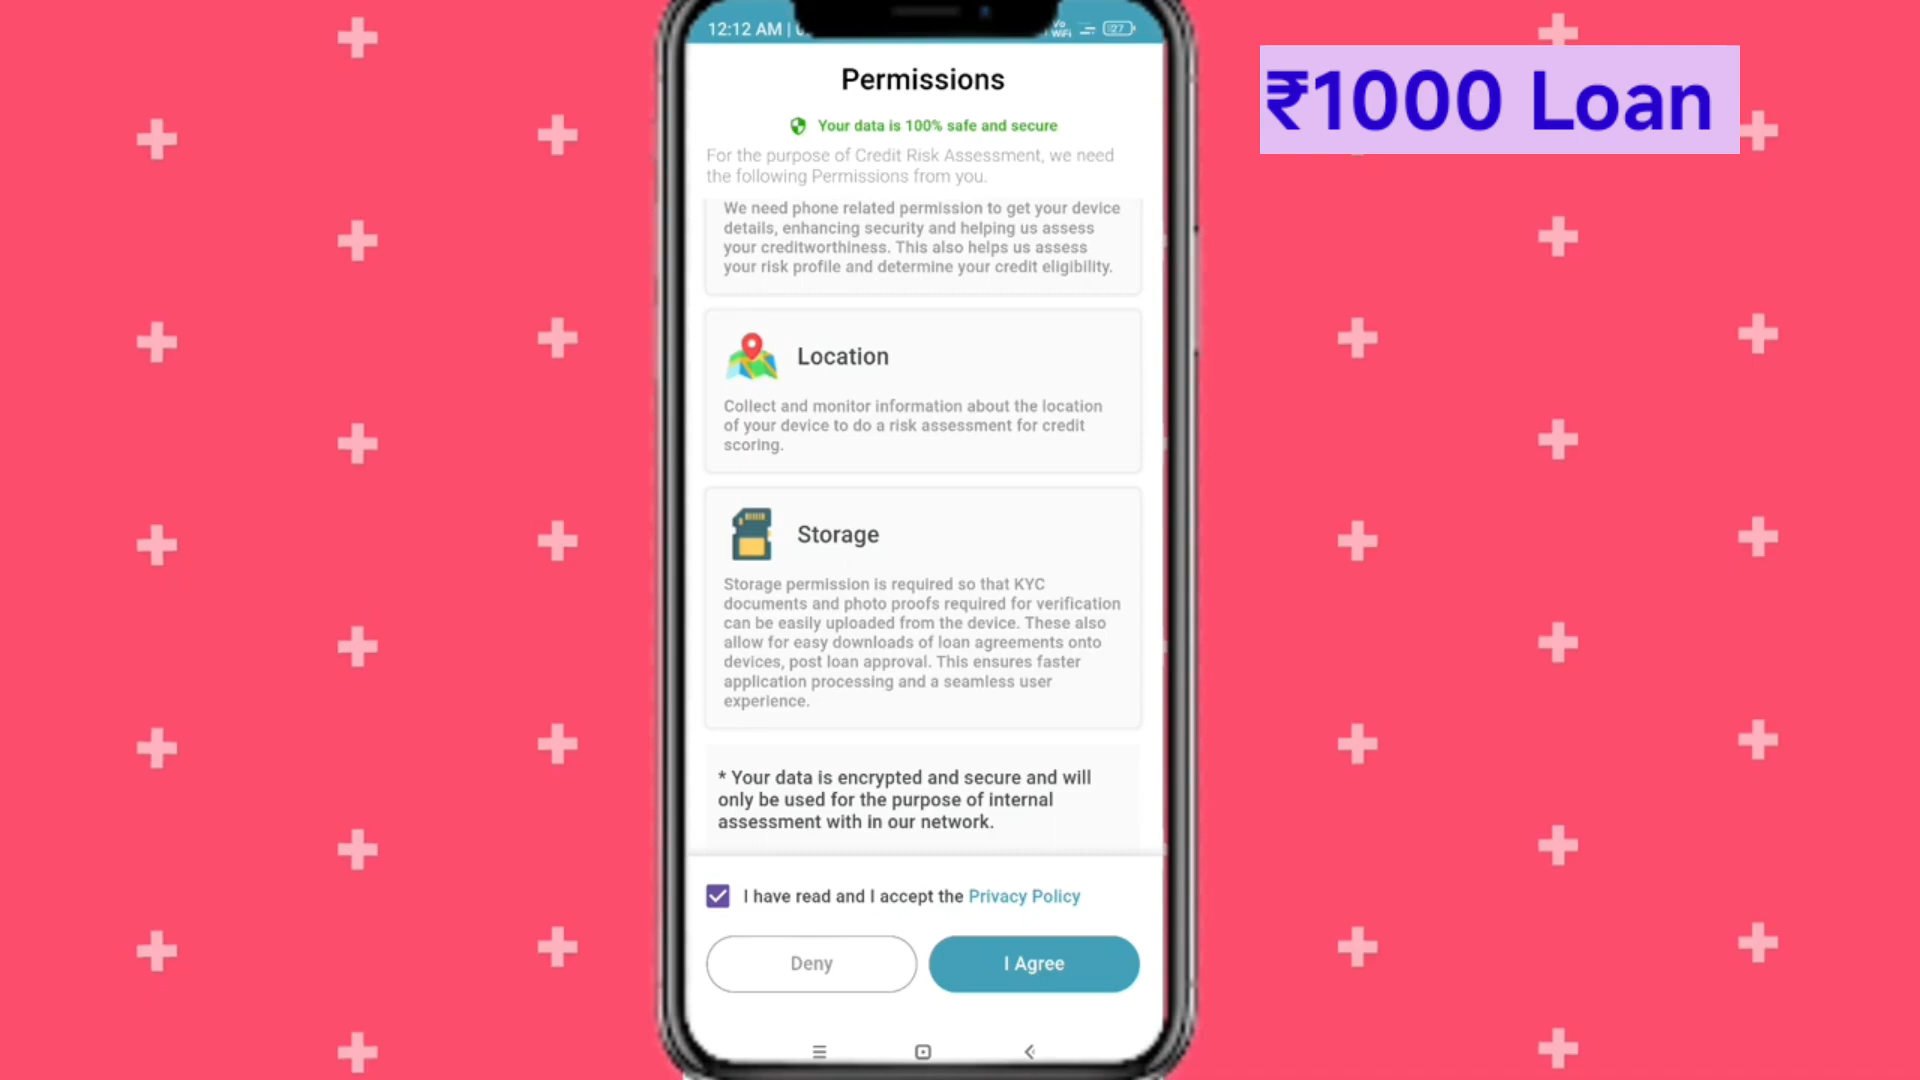 12:12 AM |
Vo
WiFi
27
₹1000 Loan
Permissions
Your data is 100% safe and secure
For the purpose of Credit Risk Assessment, we need
the following Permissions from you.
We need phone related permission to get your device
details, enhancing security and helping us assess
your creditworthiness. This also helps us assess
your risk profile and determine your credit eligibility.
Location
Collect and monitor information about the location
of your device to do a risk assessment for credit
scoring.
Storage
Storage permission is required so that KYC
documents and photo proofs required for verification
can be easily uploaded from the device. These also
allow for easy downloads of loan agreements onto
devices, post loan approval. This ensures faster
application processing and a seamless user
experience.
* Your data is encrypted and secure and will
only be used for the purpose of internal
assessment with in our network.
I have read and I accept the Privacy Policy
Deny
I Agree